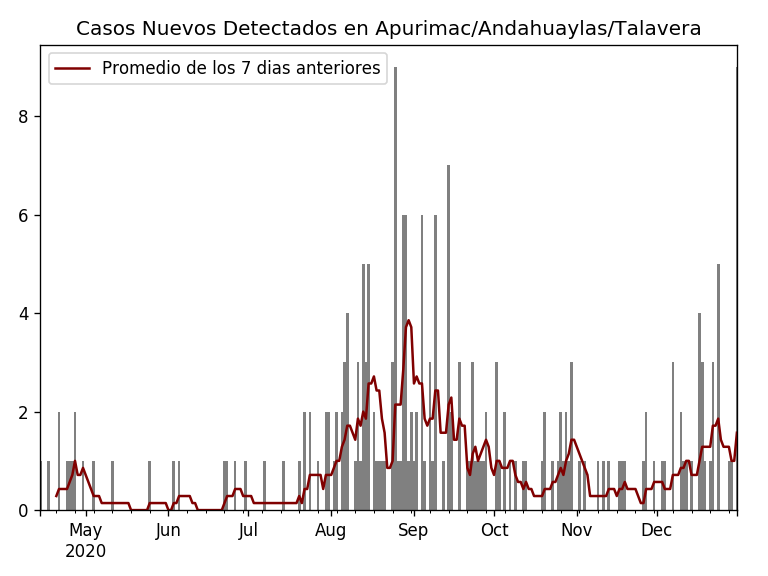 Casos Nuevos Detectados en Apurimac/Andahuaylas/Talavera
Promedio de los 7 dias anteriores
8
6
4
2
0
May Jun Jul Aug Sep Oct Nov Dec
2020